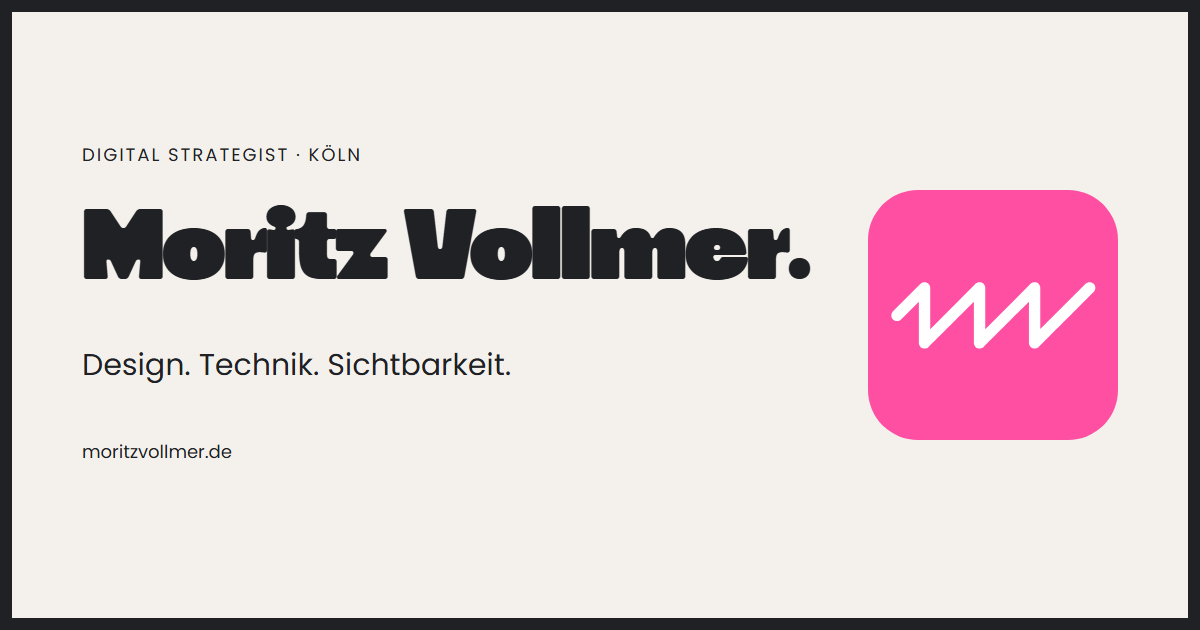 DIGITAL STRATEGIST · KÖLN
Moritz Vollmer.
Design. Technik. Sichtbarkeit.
moritzvollmer.de